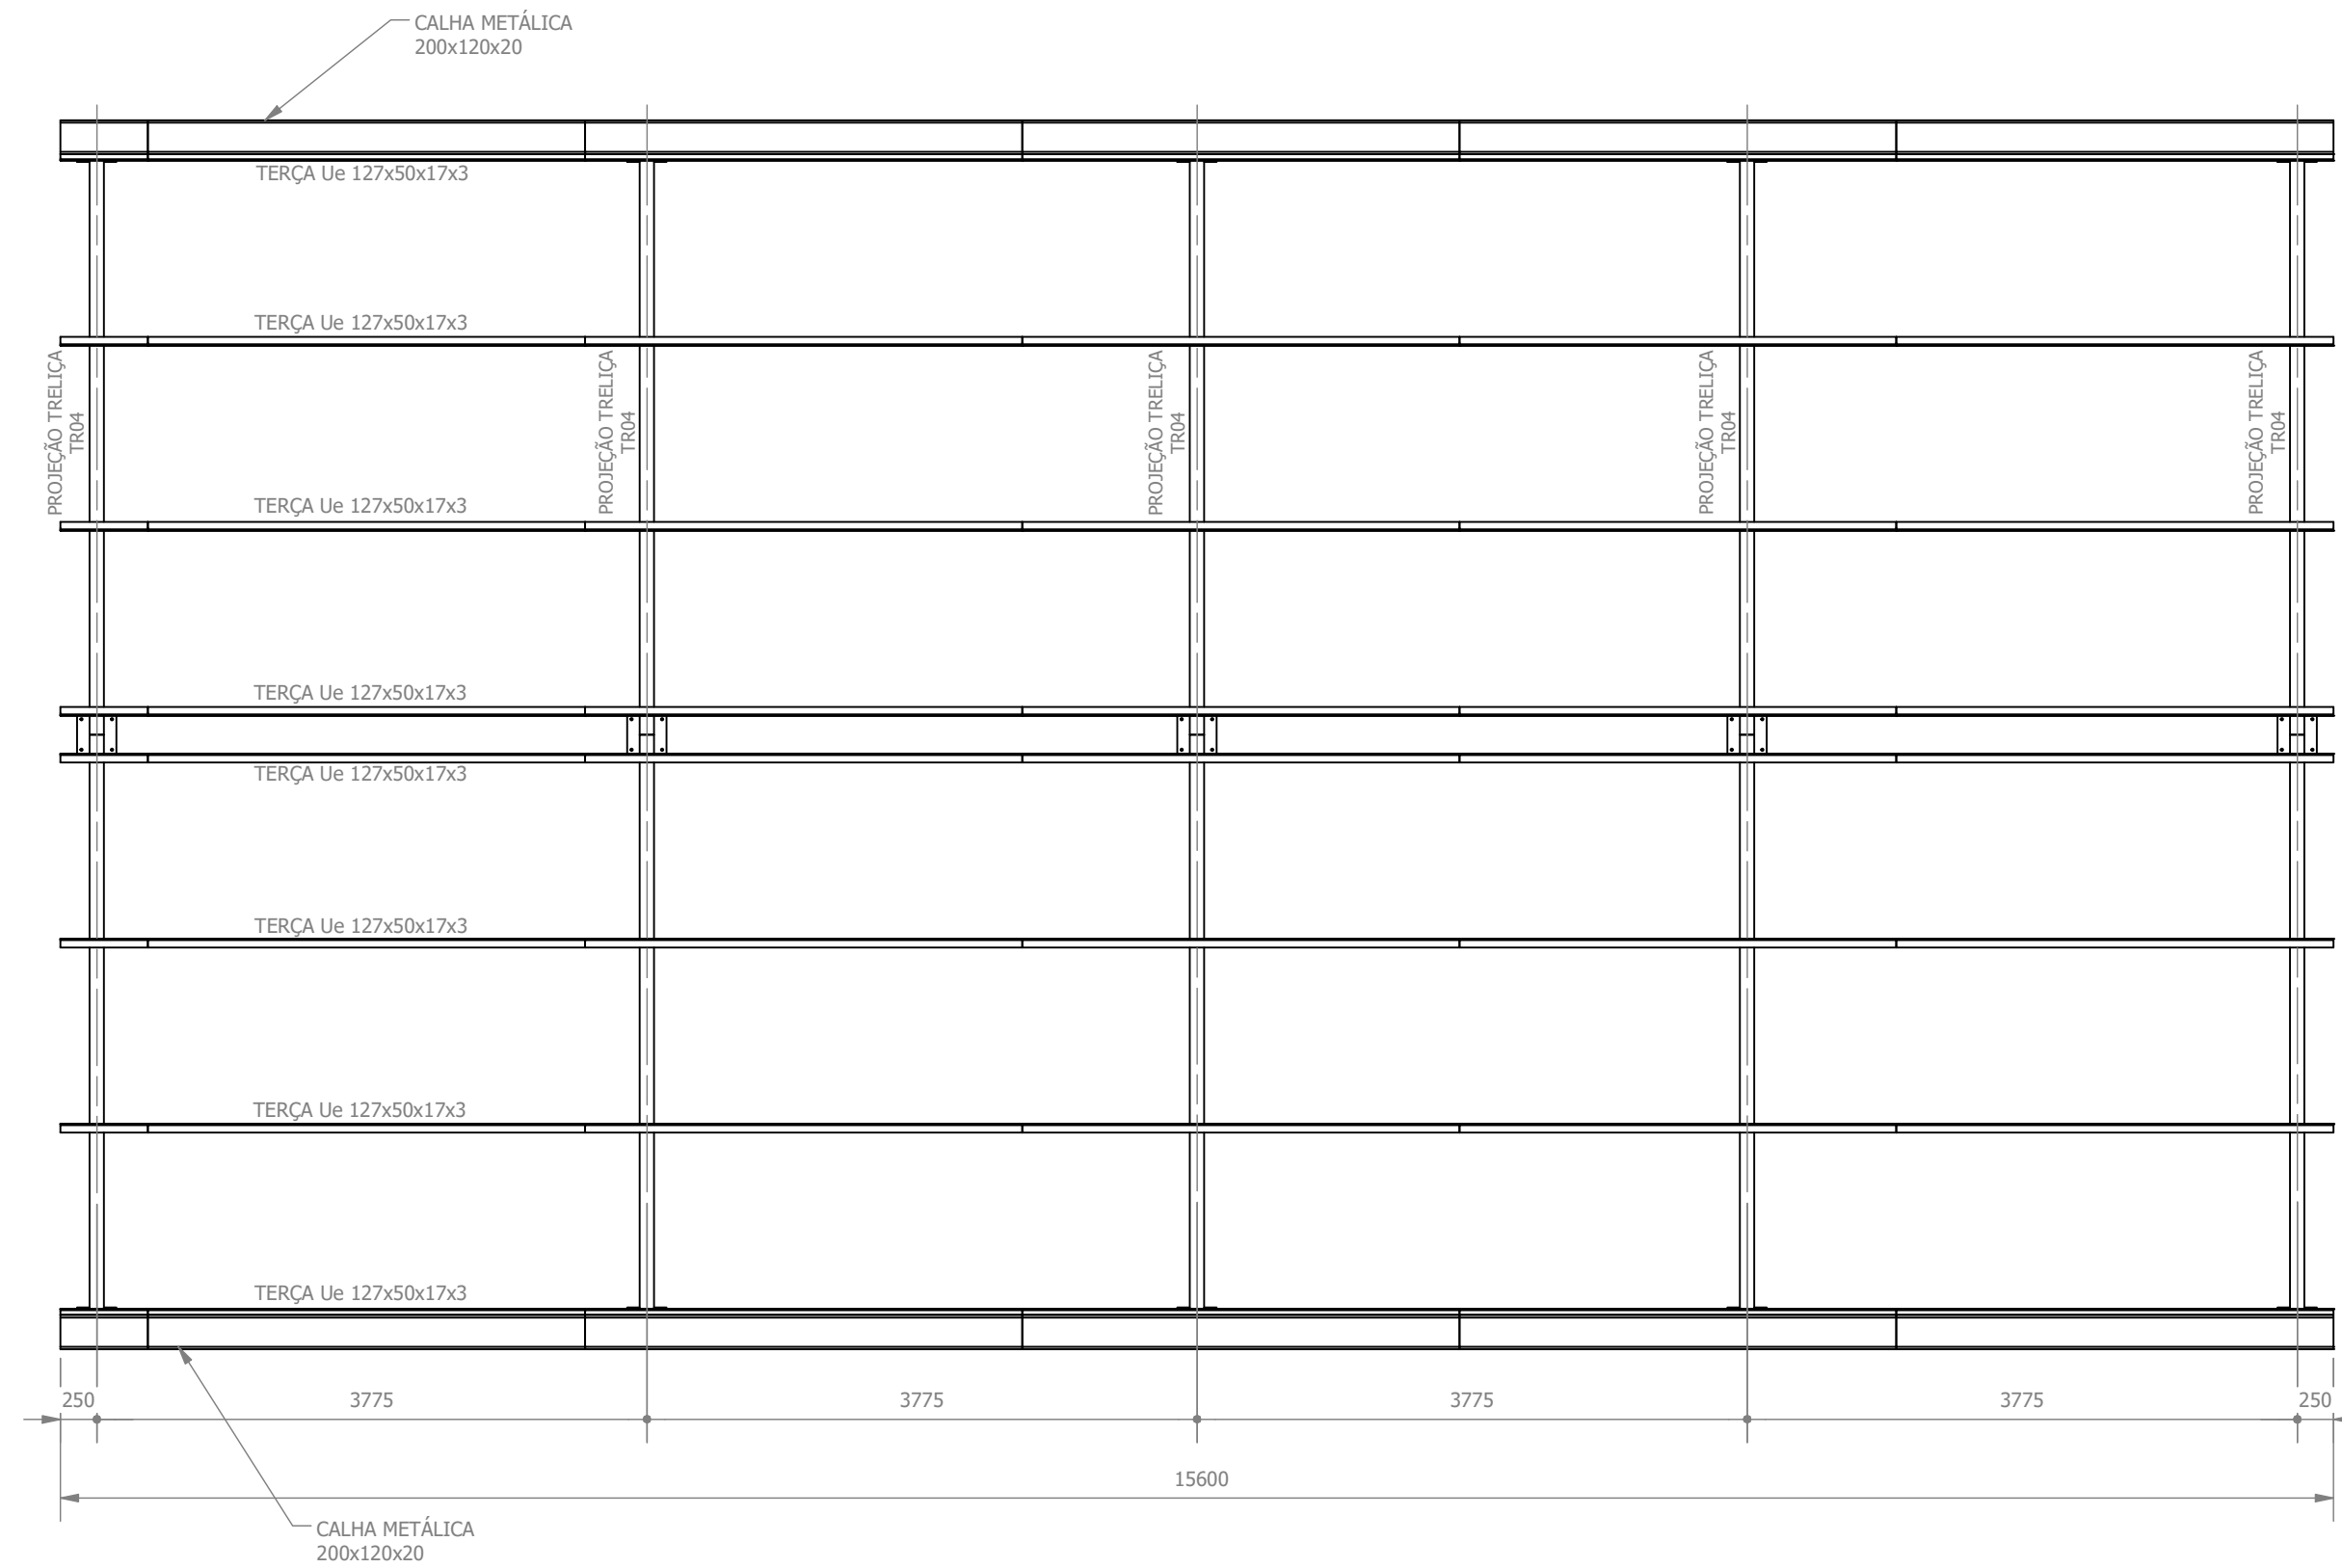 CALHA METÁLICA
200x120x20
TERÇA Ue 127x50x17x3
TERÇA Ue 127x50x17x3
PROJEÇÃO TRELIÇA
TR04
PROJEÇÃO TRELIÇA
TR04
PROJEÇÃO TRELIÇA
TR04
PROJEÇÃO TRELIÇA
TR04
PROJEÇÃO TRELIÇA
TR04
TERÇA Ue 127x50x17x3
TERÇA Ue 127x50x17x3
TERÇA Ue 127x50x17x3
TERÇA Ue 127x50x17x3
TERÇA Ue 127x50x17x3
TERÇA Ue 127x50x17x3
250
3775
3775
3775
3775
250
15600
CALHA METÁLICA
200x120x20